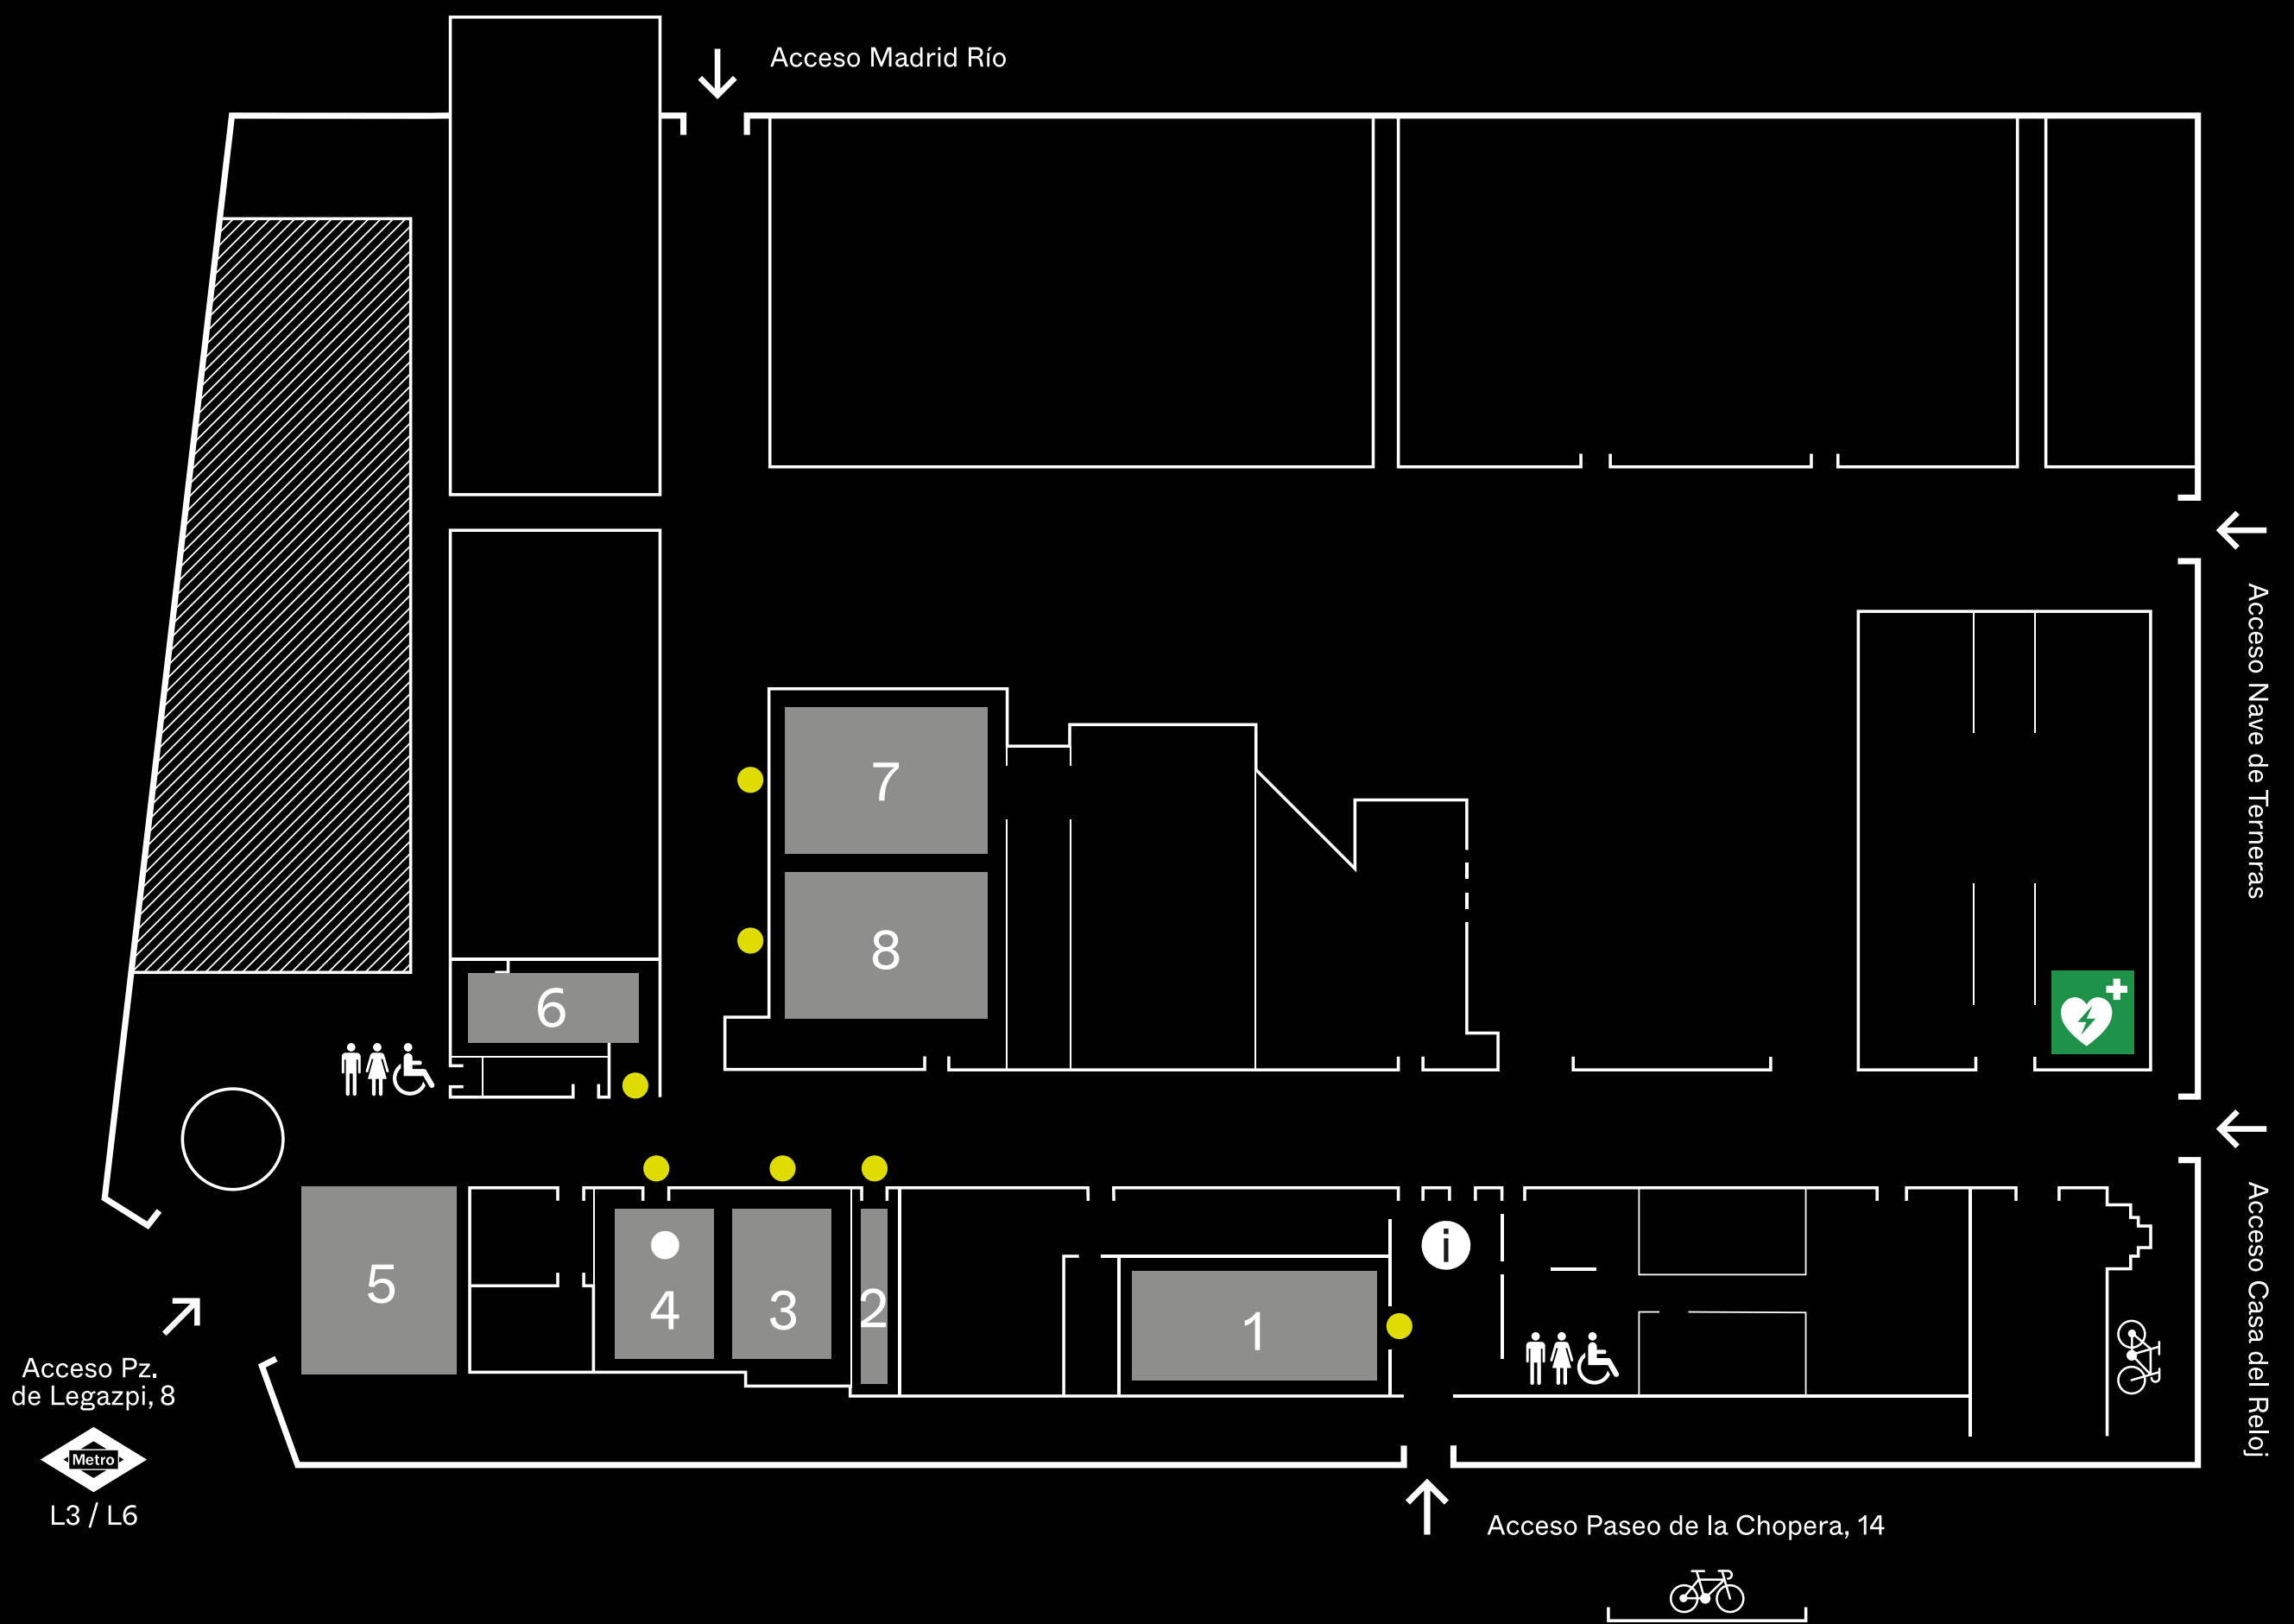 Acceso Madrid Río
Acceso Nave de Terneras
7
8
6
5
4
3
2
1
i
Acceso Casa del Reloj
Acceso Pz.
de Legazpi, 8
Metro
L3 / L6
Acceso Paseo de la Chopera, 14